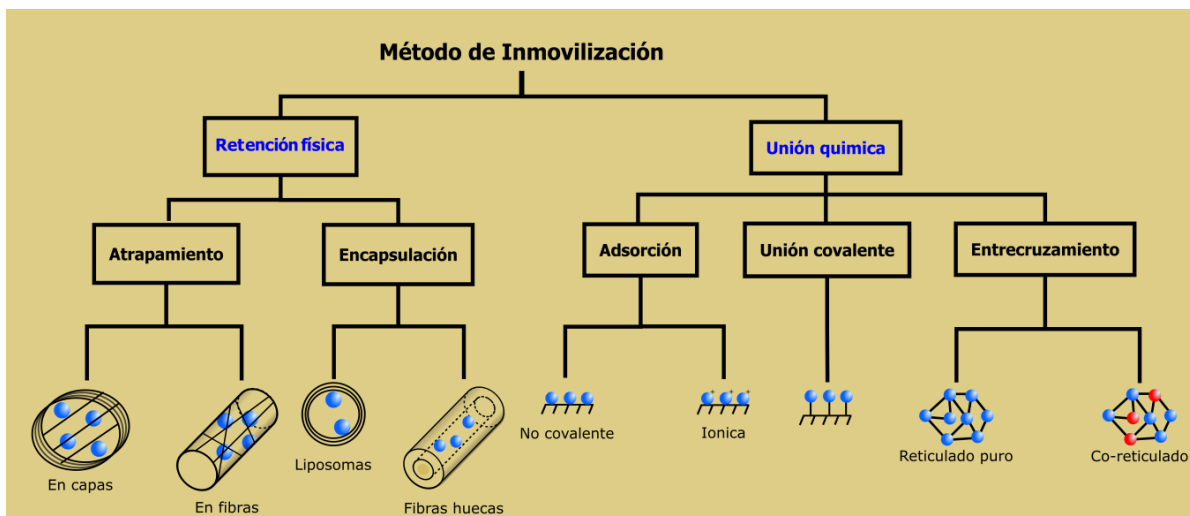 Método de Inmovilización
Retención física
Unión quimica
Atrapamiento
Encapsulación
Adsorción
Unión covalente
Entrecruzamiento
En capas
En fibras
Liposomas
Fibras huecas
No covalente
Ionica
Reticulado puro
Co-reticulado